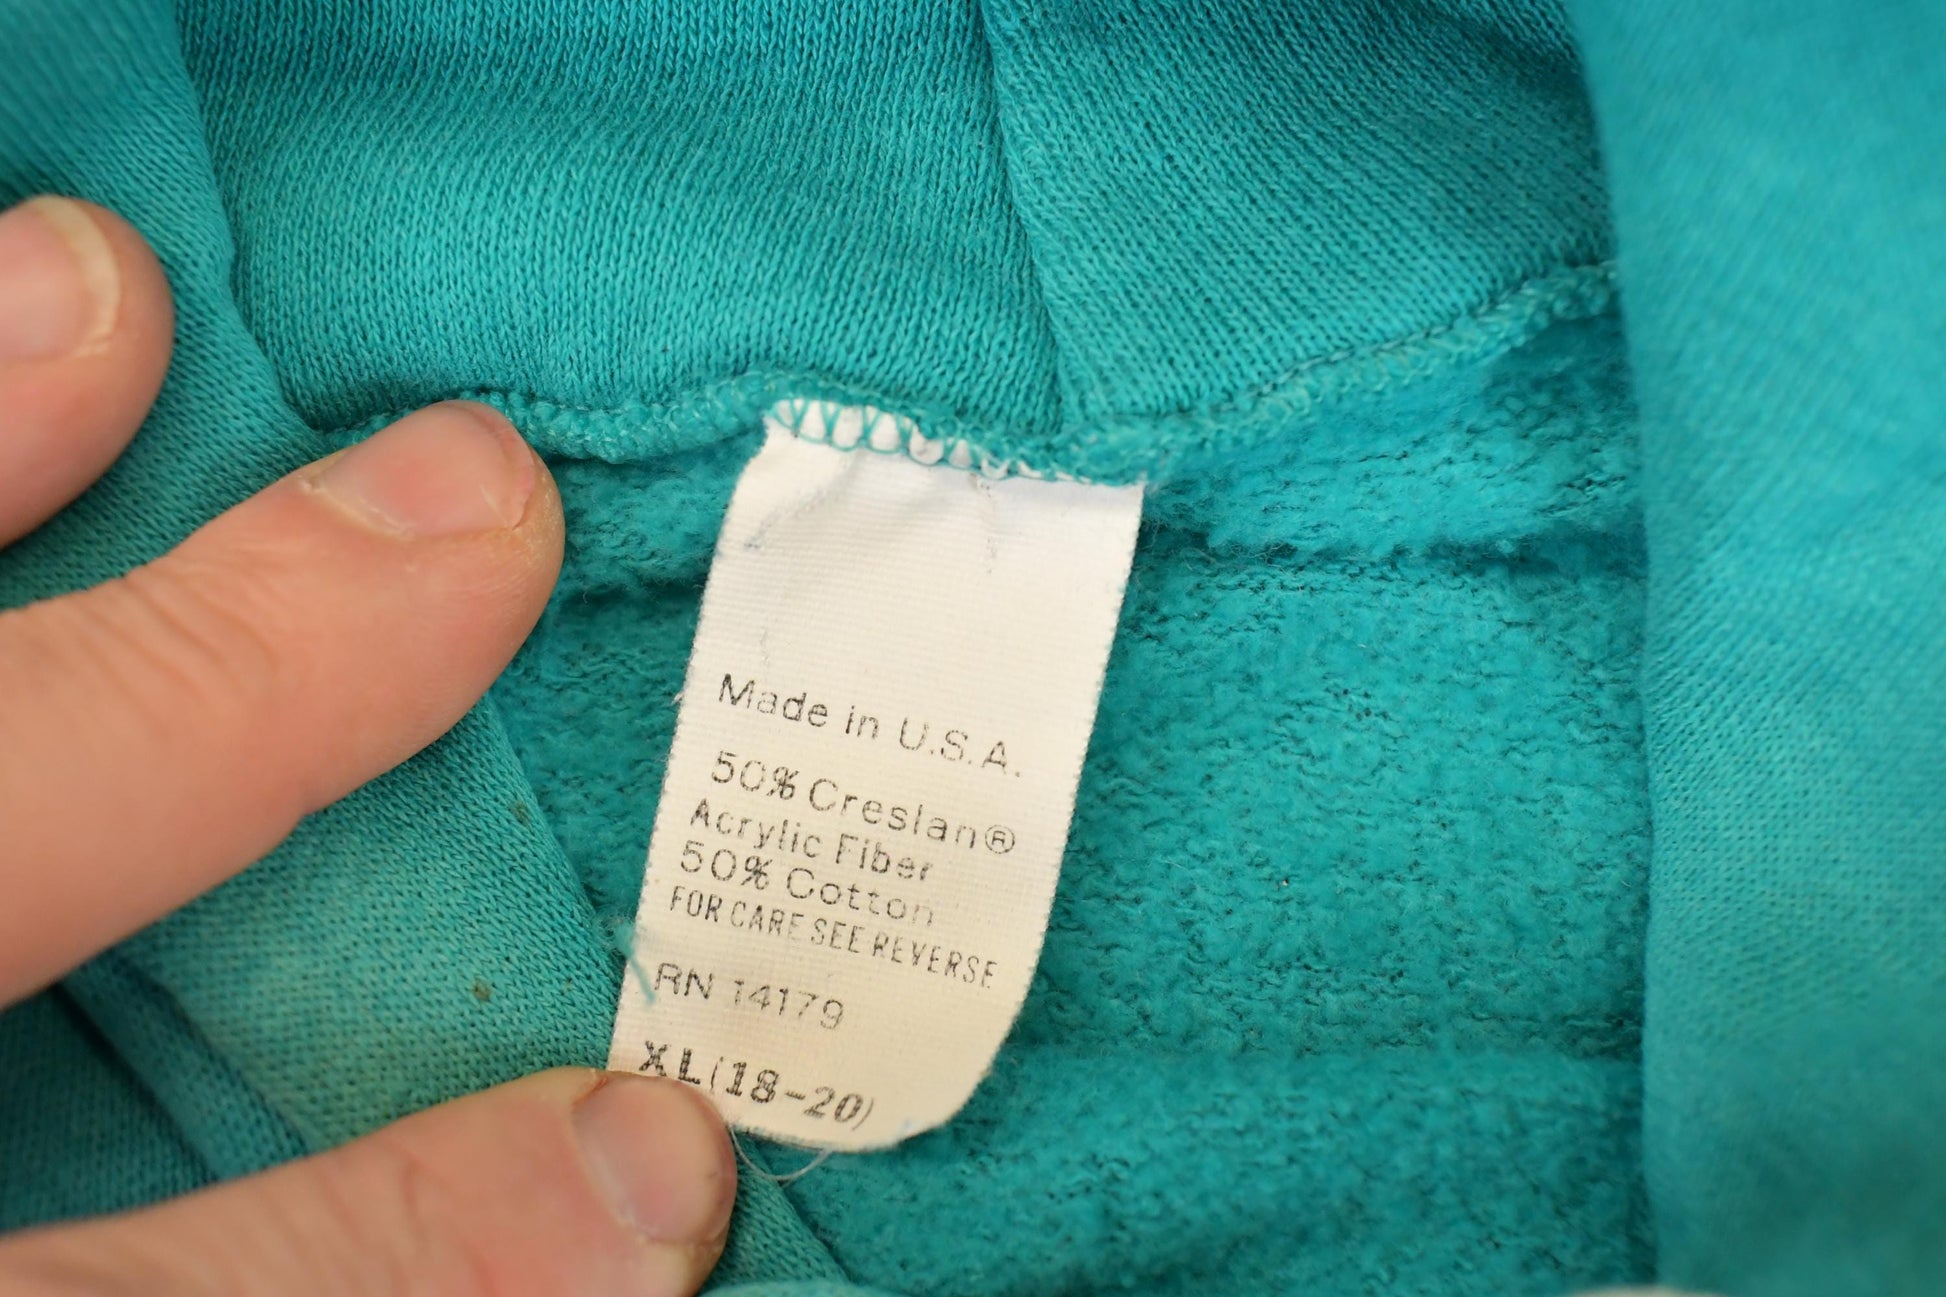 Made in U.S.A.
50% Creslan®
Acrylic Fiber
50% Cotton
FOR CARE SEE REVERSE
RN 14179
XL(18-20)